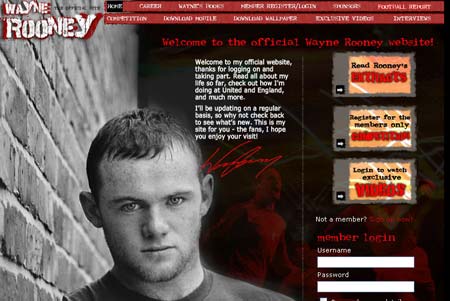 WAYNE
ROONEY
THE OFFICIAL SITE
HOME
CAREER
WAYNE'S BOOKS
MEMBER REGISTER/LOGIN
SPONSORS
FOOTBALL REPORT
COMPETITION
DOWNLOAD MOBILE
DOWNLOAD WALLPAPER
EXCLUSIVE VIDEOS
INTERVIEWS
Welcome to the official Wayne Rooney website!
Welcome to my official website,
thanks for logging on and
taking part. Read all about my
life so far, check out how I'm
doing at United and England,
and much more.
I'll be updating on a regular
basis, so why not check back
to see what's new. This is my
site for you - the fans, I hope
you enjoy your visit!
Read Rooney's
EXTRACTS
Register for the
members only
COMPETITION
Login to watch
exclusive
VIDEOS
Not a member? Sign up now!
member login
Username
Password